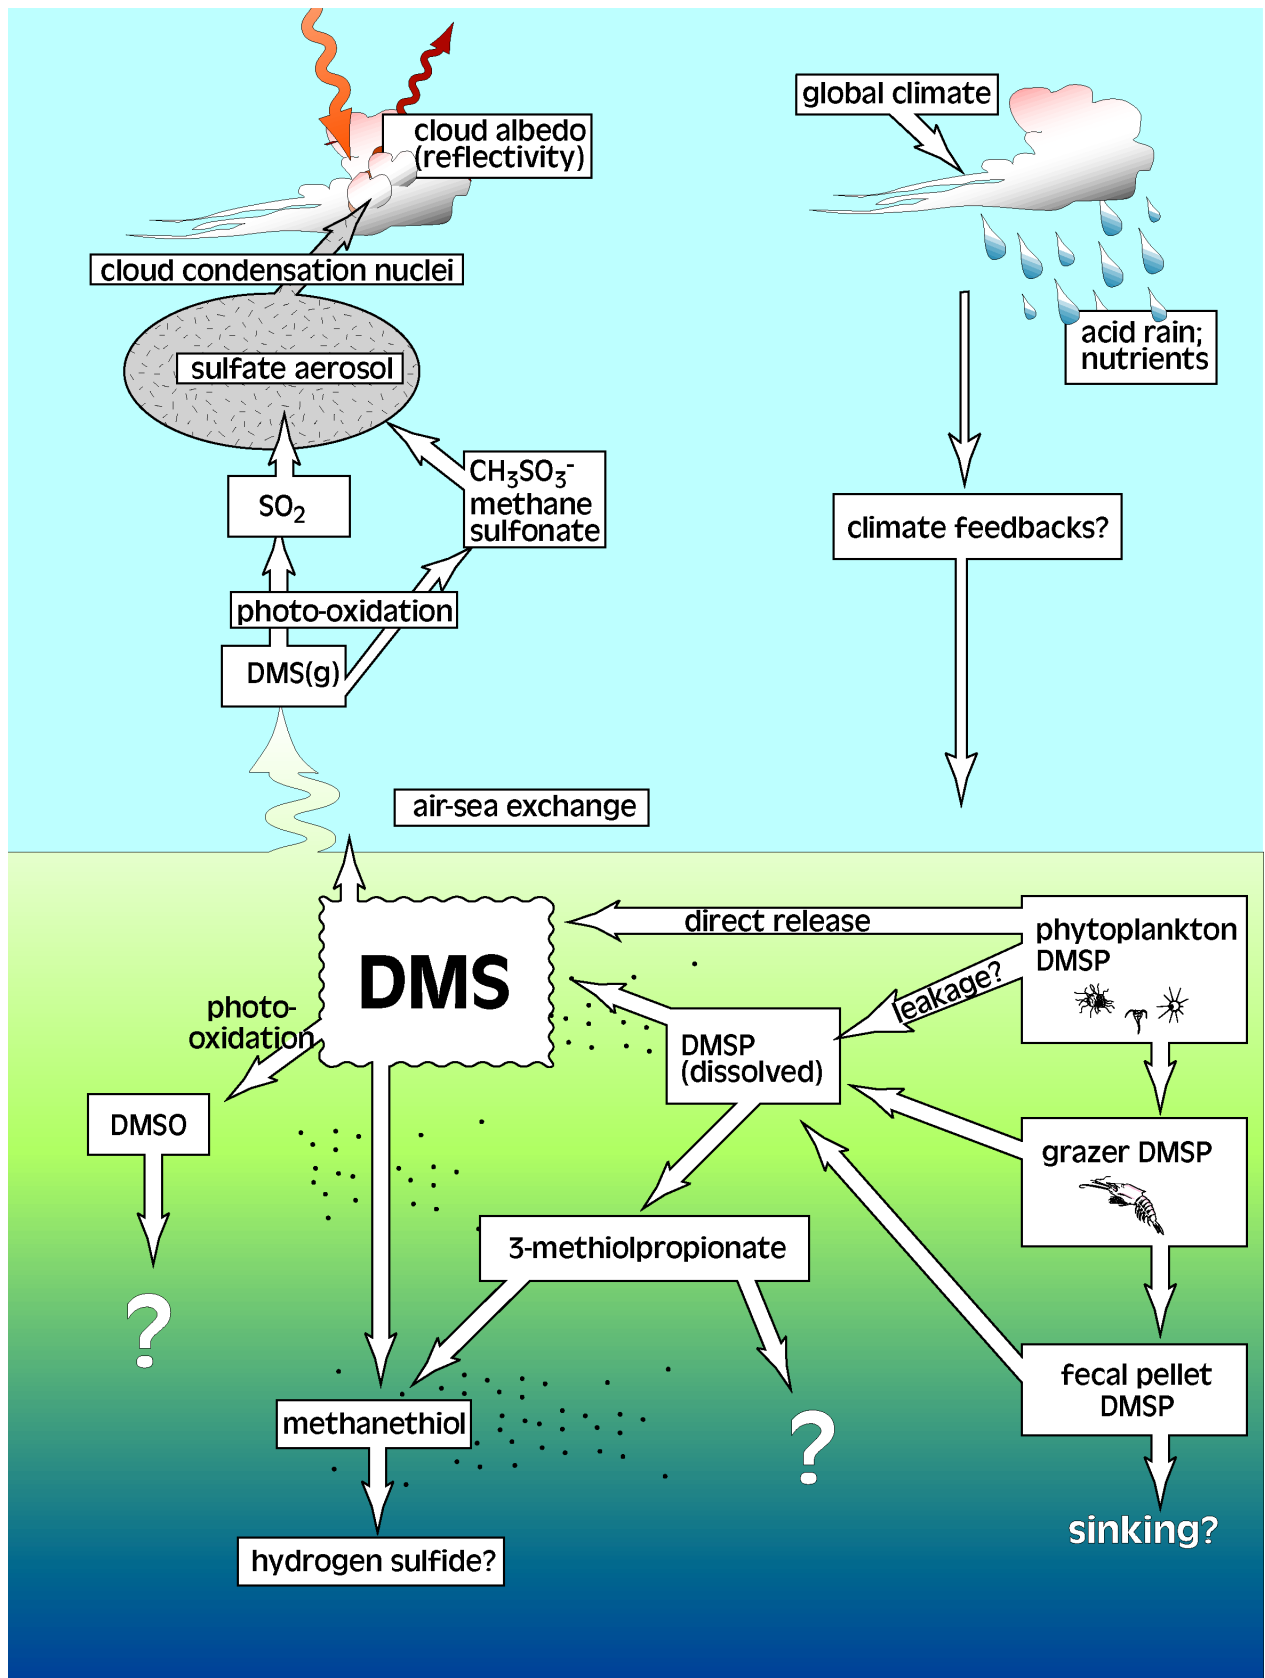 global climate
cloud albedo
(reflectivity)
cloud condensation nuclei
acid rain;
nutrients
sulfate aerosol
CH₃SO₃⁻
methane
sulfonate
SO₂
climate feedbacks?
photo-oxidation
DMS(g)
air-sea exchange
direct release
phytoplankton
DMSP
DMS
leakage?
photo-
oxidation
DMSP
(dissolved)
DMSO
grazer DMSP
3-methiolpropionate
?
fecal pellet
DMSP
methanethiol
?
sinking?
hydrogen sulfide?